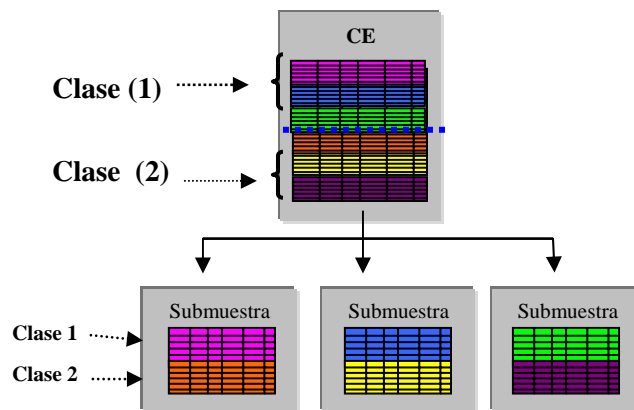 CE
Clase (1)
Clase (2)
Submuestra
Submuestra
Submuestra
Clase 1
Clase 2